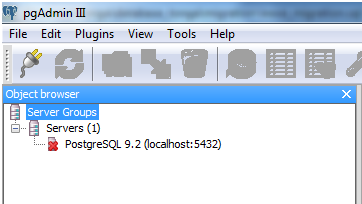 pgAdmin III
File Edit Plugins View Tools Help
Object browser
Server Groups
Servers (1)
PostgreSQL 9.2 (localhost:5432)